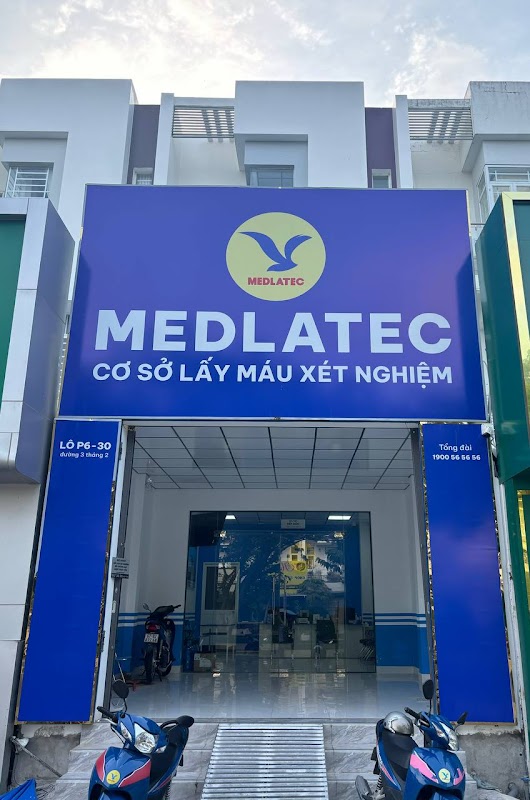 MEDLATEC
MEDLATEC
CƠ SỞ LẤY MÁU XÉT NGHIỆM
LÔ P6-30
đường 3 tháng 2
Tổng đài
1900 56 56 56